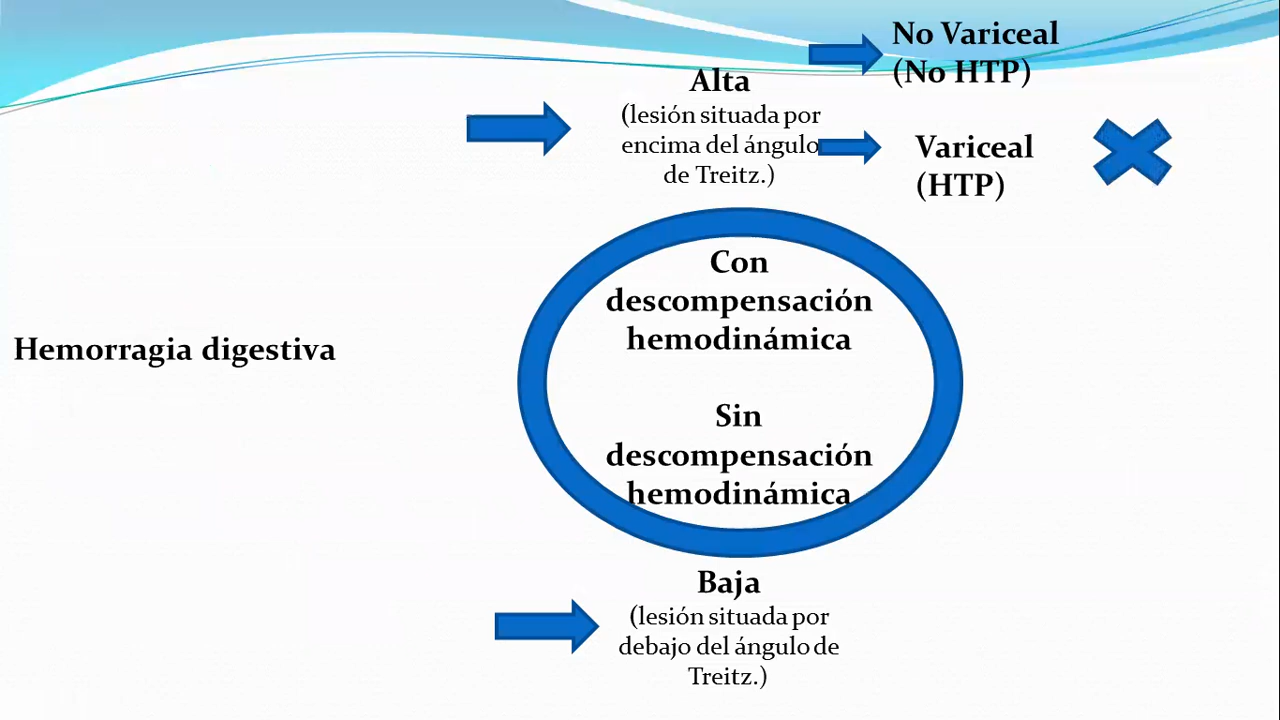 No Variceal
(No HTP)
Alta
(lesión situada por
encima del ángulo
de Treitz.)
Variceal
(HTP)
Con
descompensación
hemodinámica
Hemorragia digestiva
Sin
descompensación
hemodinámica
Baja
(lesión situada por
debajo del ángulo de
Treitz.)